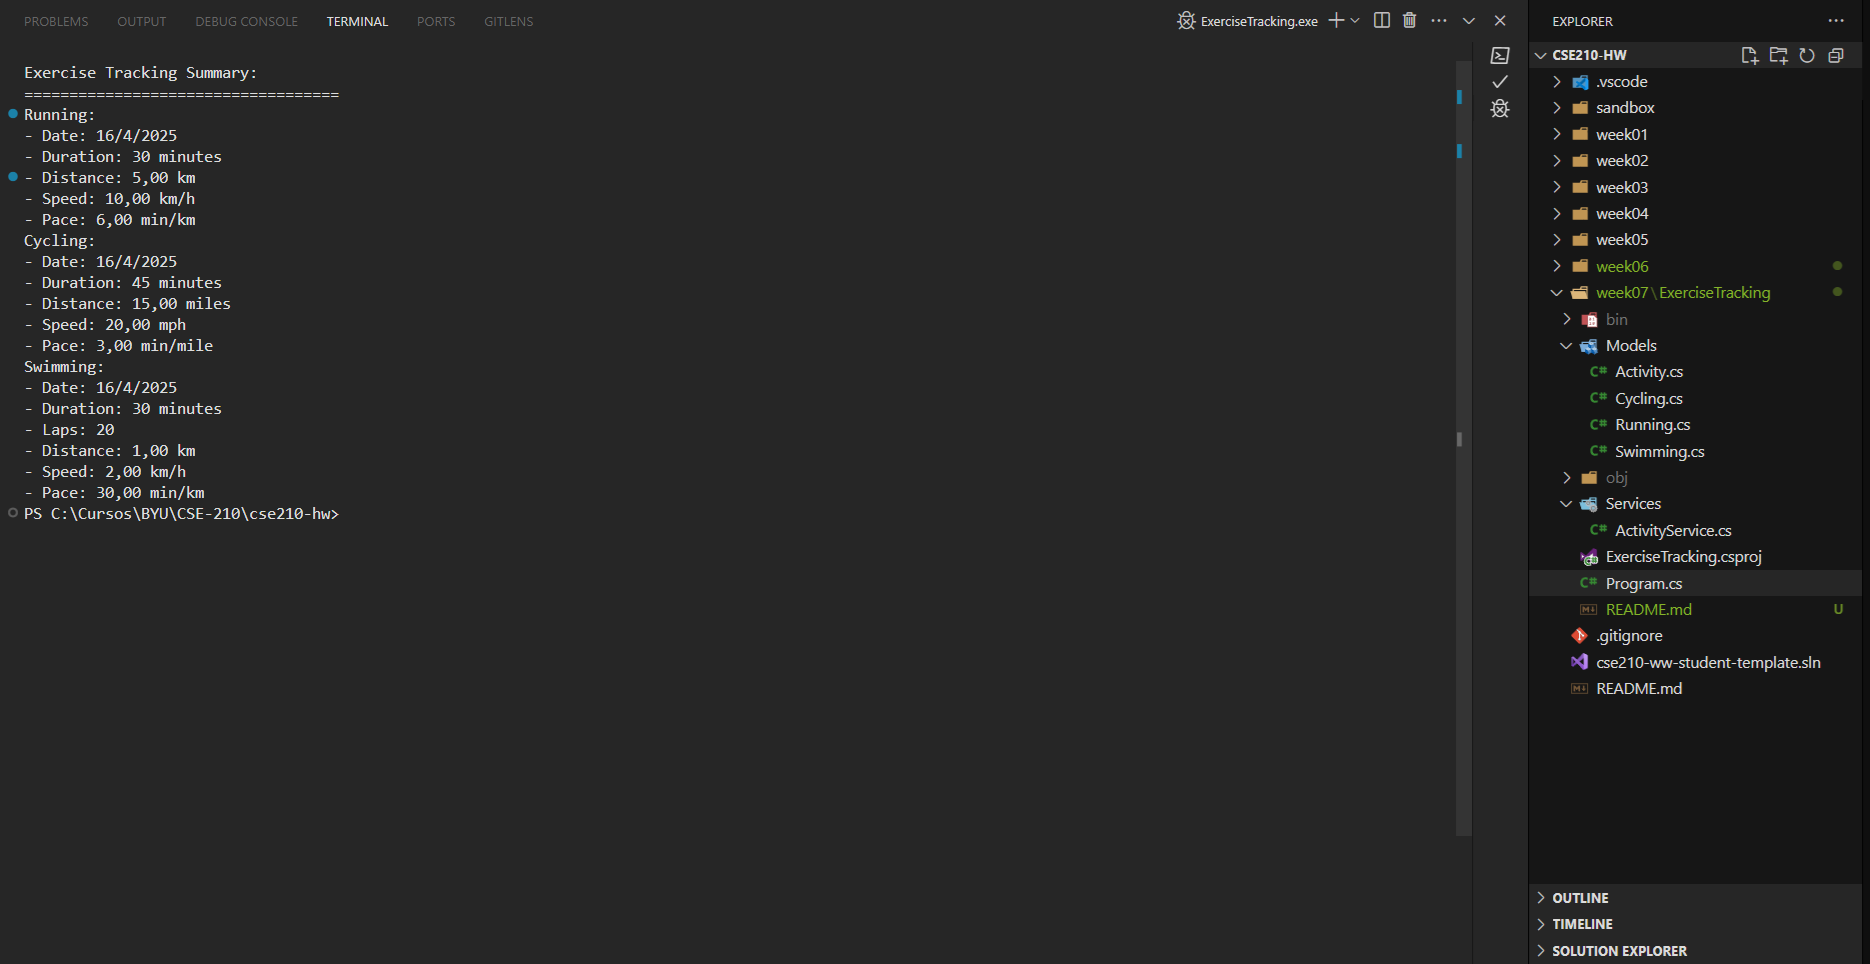 PROBLEMS OUTPUT DEBUG CONSOLE TERMINAL PORTS GITLENS
ExerciseTracking.exe
Exercise Tracking Summary:
===================================
Running:
- Date: 16/4/2025
- Duration: 30 minutes
- Distance: 5,00 km
- Speed: 10,00 km/h
- Pace: 6,00 min/km
Cycling:
- Date: 16/4/2025
- Duration: 45 minutes
- Distance: 15,00 miles
- Speed: 20,00 mph
- Pace: 3,00 min/mile
Swimming:
- Date: 16/4/2025
- Duration: 30 minutes
- Laps: 20
- Distance: 1,00 km
- Speed: 2,00 km/h
- Pace: 30,00 min/km
PS C:\Cursos\BYU\CSE-210\cse210-hw>
EXPLORER
CSE210-HW
.vscode
sandbox
week01
week02
week03
week04
week05
week06
week07\ExerciseTracking
bin
Models
C# Activity.cs
C# Cycling.cs
C# Running.cs
C# Swimming.cs
obj
Services
C# ActivityService.cs
ExerciseTracking.csproj
C# Program.cs
README.md U
.gitignore
cse210-ww-student-template.sln
README.md
OUTLINE
TIMELINE
SOLUTION EXPLORER